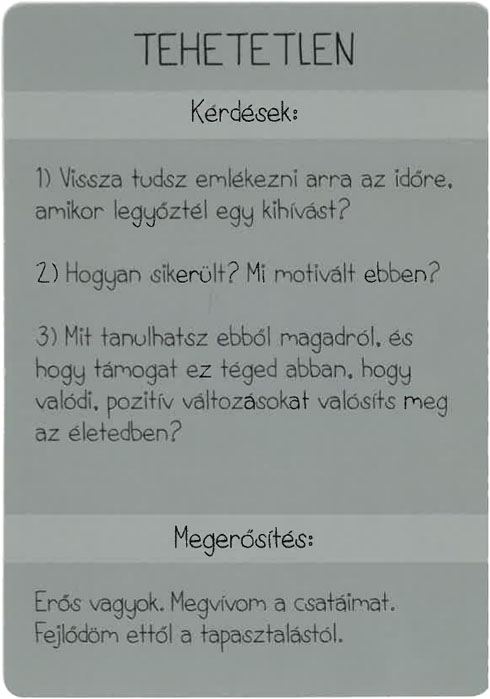 TEHETETLEN
Kérdések:
1) Vissza tudsz emlékezni arra az időre,
amikor legyőztél egy kihívást?
2) Hogyan sikerült? Mi motivált ebben?
3) Mit tanulhatsz ebből magadról, és
hogy támogat ez téged abban, hogy
valódi, pozitív változásokat valósíts meg
az életedben?
Megerősítés:
Erős vagyok. Megvívom a csatáimat.
Fejlődöm ettől a tapasztalástól.